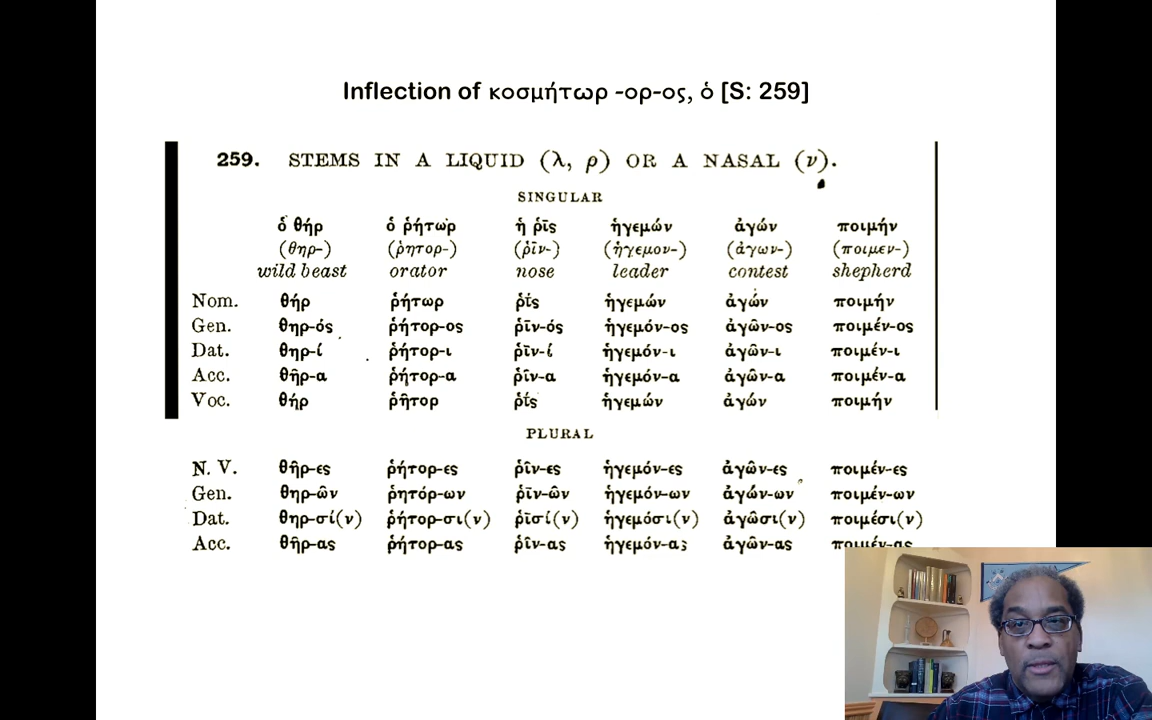 Inflection of κοσμήτωρ -ορ-ος, ὁ [S: 259]
259. STEMS IN A LIQUID (λ, ρ) OR A NASAL (ν).
SINGULAR
ὁ θήρ ὁ ῥήτωρ ἡ ῥῑ́ς ἡγεμών ἀγών ποιμήν
(θηρ-) (ῥητορ-) (ῥῑν-) (ἡγεμον-) (ἀγων-) (ποιμεν-)
wild beast orator nose leader contest shepherd
Nom. θήρ ῥήτωρ ῥῑ́ς ἡγεμών ἀγών ποιμήν
Gen. θηρ-ός ῥήτορ-ος ῥῑν-ός ἡγεμόν-ος ἀγῶν-ος ποιμέν-ος
Dat. θηρ-ί ῥήτορ-ι ῥῑν-ί ἡγεμόν-ι ἀγῶν-ι ποιμέν-ι
Acc. θῆρ-α ῥήτορ-α ῥῖν-α ἡγεμόν-α ἀγῶν-α ποιμέν-α
Voc. θήρ ῥῆτορ ῥῑ́ς ἡγεμών ἀγών ποιμήν
PLURAL
N. V. θῆρ-ες ῥήτορ-ες ῥῖν-ες ἡγεμόν-ες ἀγῶν-ες ποιμέν-ες
Gen. θηρ-ῶν ῥητόρ-ων ῥῑν-ῶν ἡγεμόν-ων ἀγών-ων ποιμέν-ων
Dat. θηρ-σί(ν) ῥήτορ-σι(ν) ῥῑσί(ν) ἡγεμόσι(ν) ἀγῶσι(ν) ποιμέσι(ν)
Acc. θῆρ-ας ῥήτορ-ας ῥῖν-ας ἡγεμόν-ας ἀγῶν-ας ποιμέν-ας